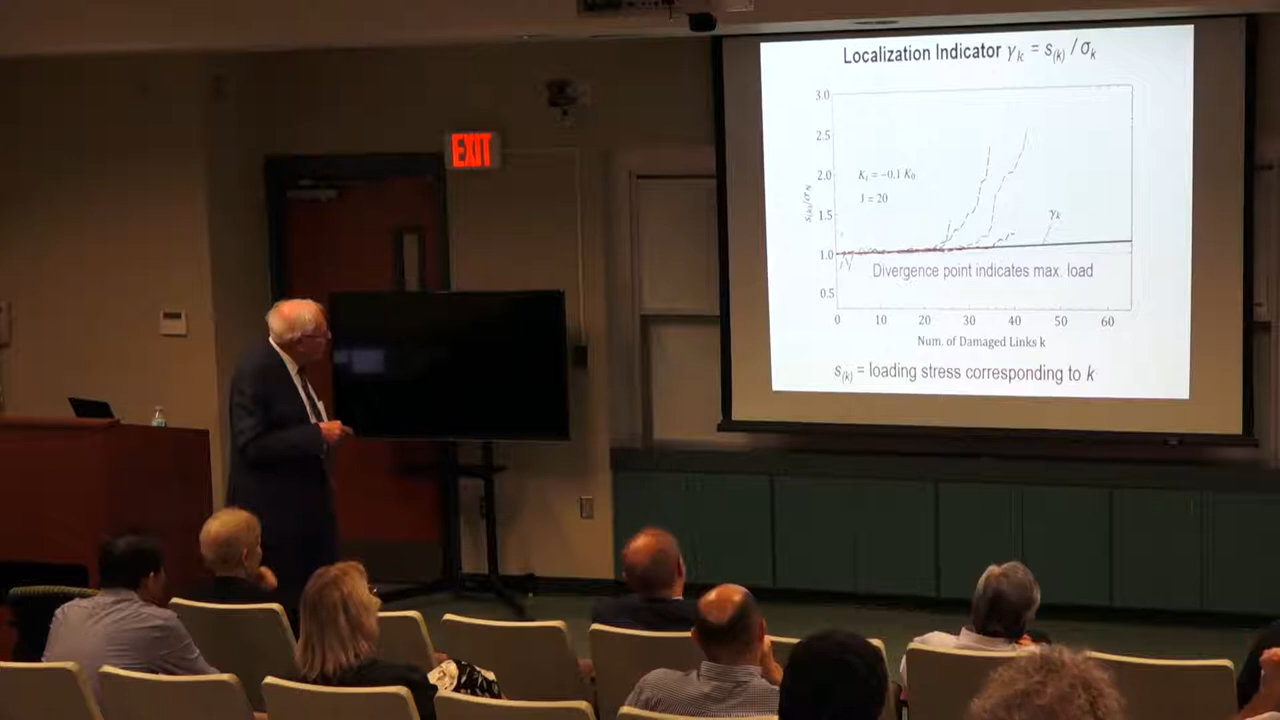 EXIT
Localization Indicator γk = s(k) / σk
3.0
2.5
2.0
1.5
1.0
0.5
s(k)/σN
Kt = −0.1 K0
J = 20
γk
Divergence point indicates max. load
0 10 20 30 40 50 60
Num. of Damaged Links k
s(k) = loading stress corresponding to k